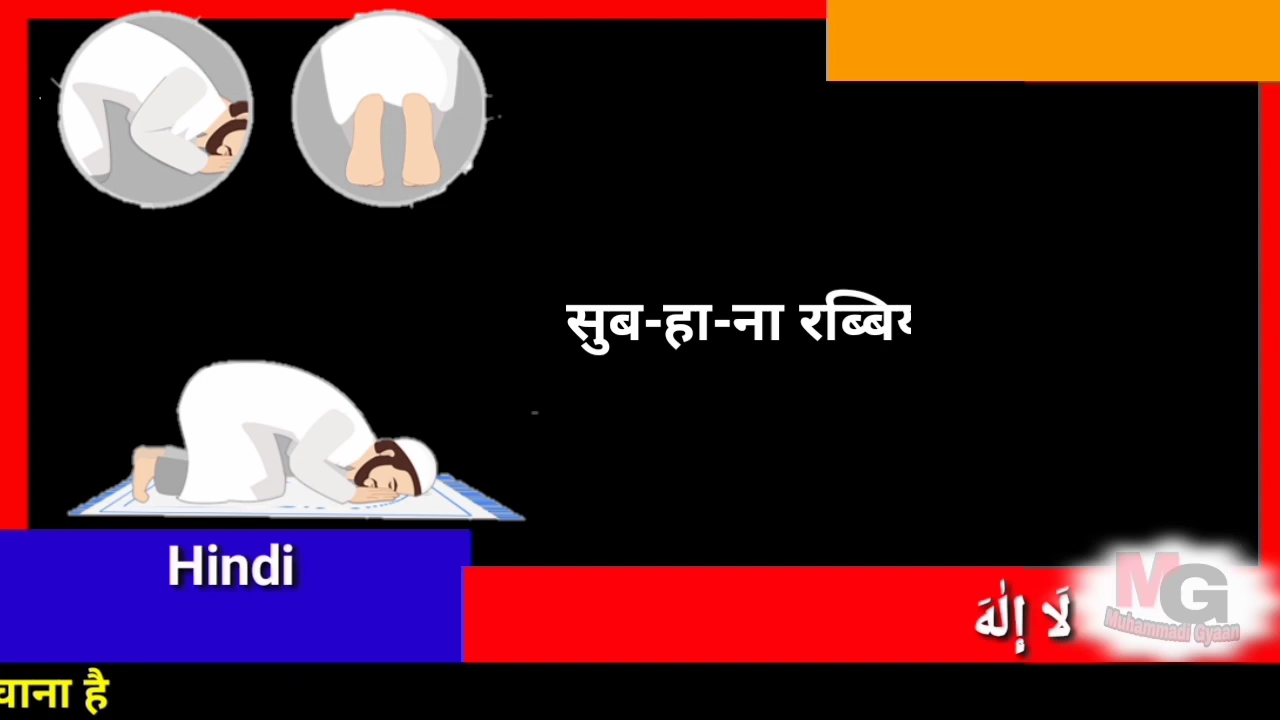 सुब-हा-ना रब्बिय
Hindi
لَا إِلٰهَ
MG
Muhammadi Gyaan
है